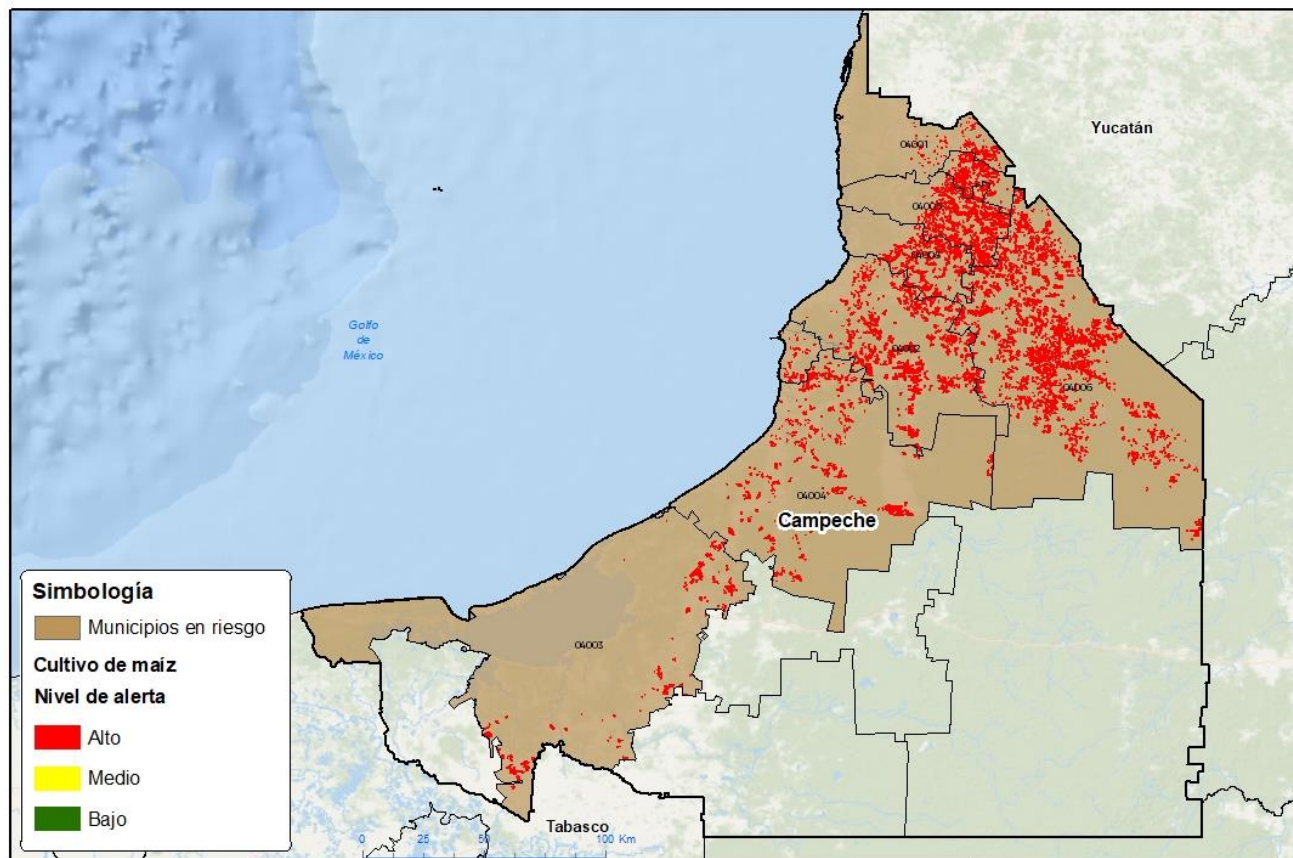 Yucatán
04001
04005
04002
04006
Golfo
de
México
04004
Campeche
04003
Simbología
Municipios en riesgo
Cultivo de maíz
Nivel de alerta
Alto
Medio
Bajo
Tabasco
0 25 50 100 Km